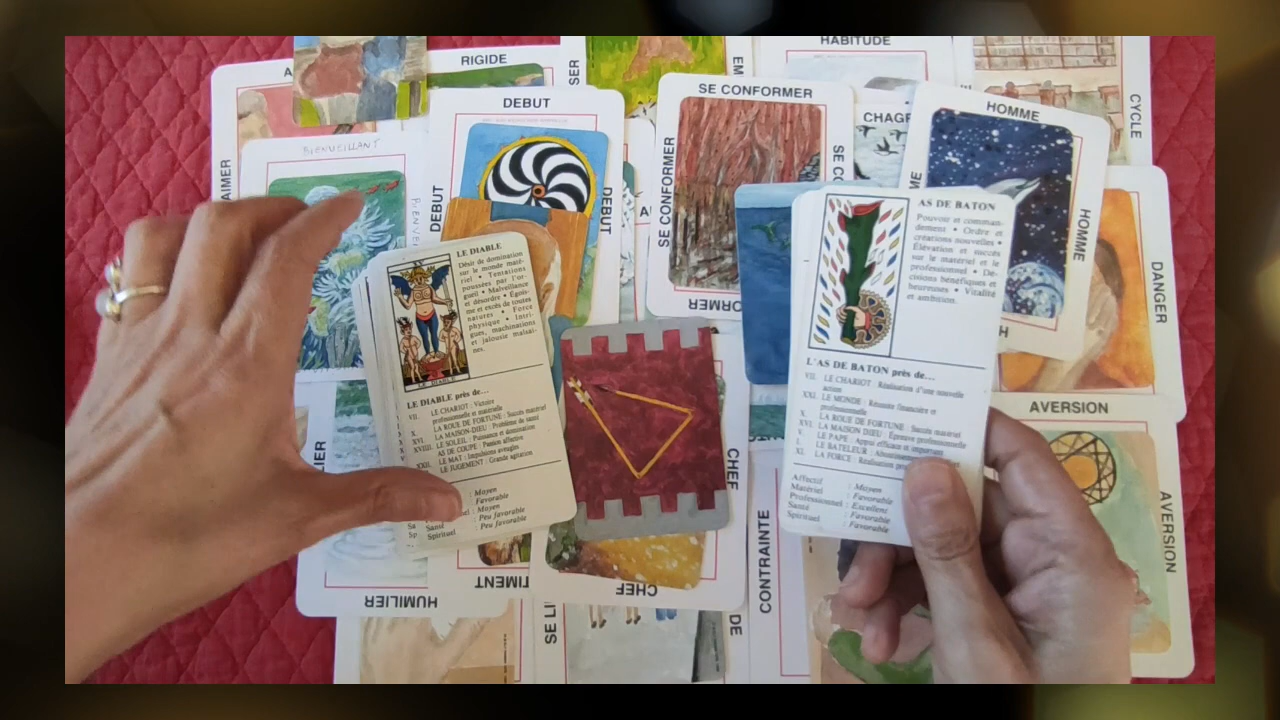 RIGIDE
HABITUDE
AIMER
BIENVEILLANT
DEBUT
DEBUT
DEBUT
SE CONFORMER
SE CONFORMER
HOMME
HOMME
CYCLE
DANGER
AVERSION
AVERSION
CHEF
CHEF
CONTRAINTE
HUMILIER
LE DIABLE
Désir de domination
sur le monde maté-
riel • Tentations
poussées par l'or-
gueil • Malveillance
et désordre • Égoïs-
me et excès de toutes
natures • Force
physique • Intri-
gues, machinations
et jalousie malsai-
nes.
LE DIABLE
LE DIABLE près de...
VII. LE CHARIOT : Victoire
professionnelle et matérielle
X. LA ROUE DE FORTUNE : Succès matériel
XVI. LA MAISON-DIEU : Problème de santé
XVIII. LE SOLEIL : Puissance et domination
AS DE COUPE : Passion affective
XXII. LE MAT : Impulsions aveugles
LE JUGEMENT : Grande agitation
: Moyen
: Favorable
: Moyen
Santé : Peu favorable
Spirituel : Peu favorable
AS DE BATON
Pouvoir et comman-
dement • Ordre et
créations nouvelles •
Élévation et succès
sur le matériel et le
professionnel • Dé-
cisions bénéfiques et
heureuses • Vitalité
et ambition.
L'AS DE BATON près de...
VII. LE CHARIOT : Réalisation d'une nouvelle
action
XXI. LE MONDE : Réussite financière et
professionnelle
X. LA ROUE DE FORTUNE : Succès matériel
XVI. LA MAISON DIEU : Épreuve professionnelle
V. LE PAPE : Appui efficace et important
I. LE BATELEUR :
XI. LA FORCE : Réalisation
Affectif : Moyen
Matériel : Favorable
Professionnel : Excellent
Santé : Favorable
Spirituel : Favorable